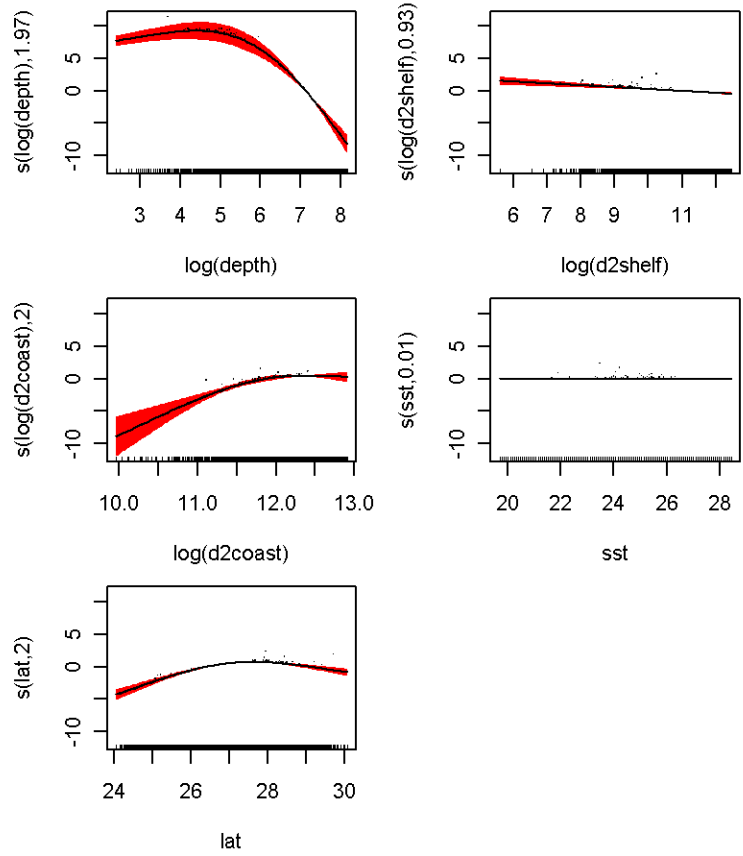 s(log(depth),1.97)
5
0
-10
3 4 5 6 7 8
log(depth)
s(log(d2shelf),0.93)
5
0
-10
6 7 8 9 11
log(d2shelf)
s(log(d2coast),2)
5
0
-10
10.0 11.0 12.0 13.0
log(d2coast)
s(sst,0.01)
5
0
-10
20 22 24 26 28
sst
s(lat,2)
5
0
-10
24 26 28 30
lat